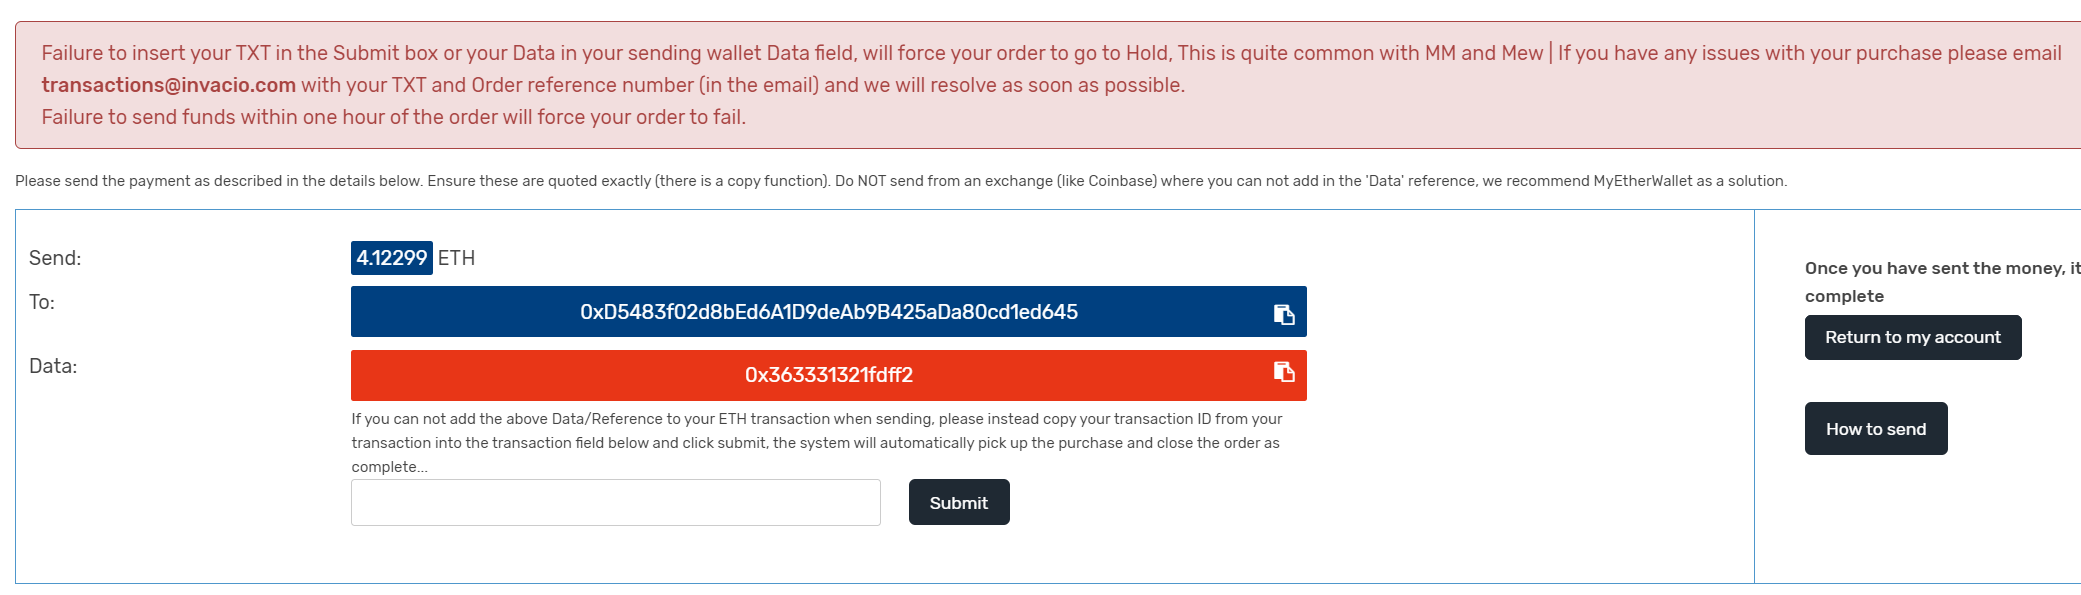 Failure to insert your TXT in the Submit box or your Data in your sending wallet Data field, will force your order to go to Hold, This is quite common with MM and Mew | If you have any issues with your purchase please email
transactions@invacio.com with your TXT and Order reference number (in the email) and we will resolve as soon as possible.
Failure to send funds within one hour of the order will force your order to fail.
Please send the payment as described in the details below. Ensure these are quoted exactly (there is a copy function). Do NOT send from an exchange (like Coinbase) where you can not add in the 'Data' reference, we recommend MyEtherWallet as a solution.
Send:
4.12299 ETH
To:
0xD5483f02d8bEd6A1D9deAb9B425aDa80cd1ed645
Data:
0x363331321fdff2
If you can not add the above Data/Reference to your ETH transaction when sending, please instead copy your transaction ID from your
transaction into the transaction field below and click submit, the system will automatically pick up the purchase and close the order as
complete...
Submit
Once you have sent the money, it
complete
Return to my account
How to send